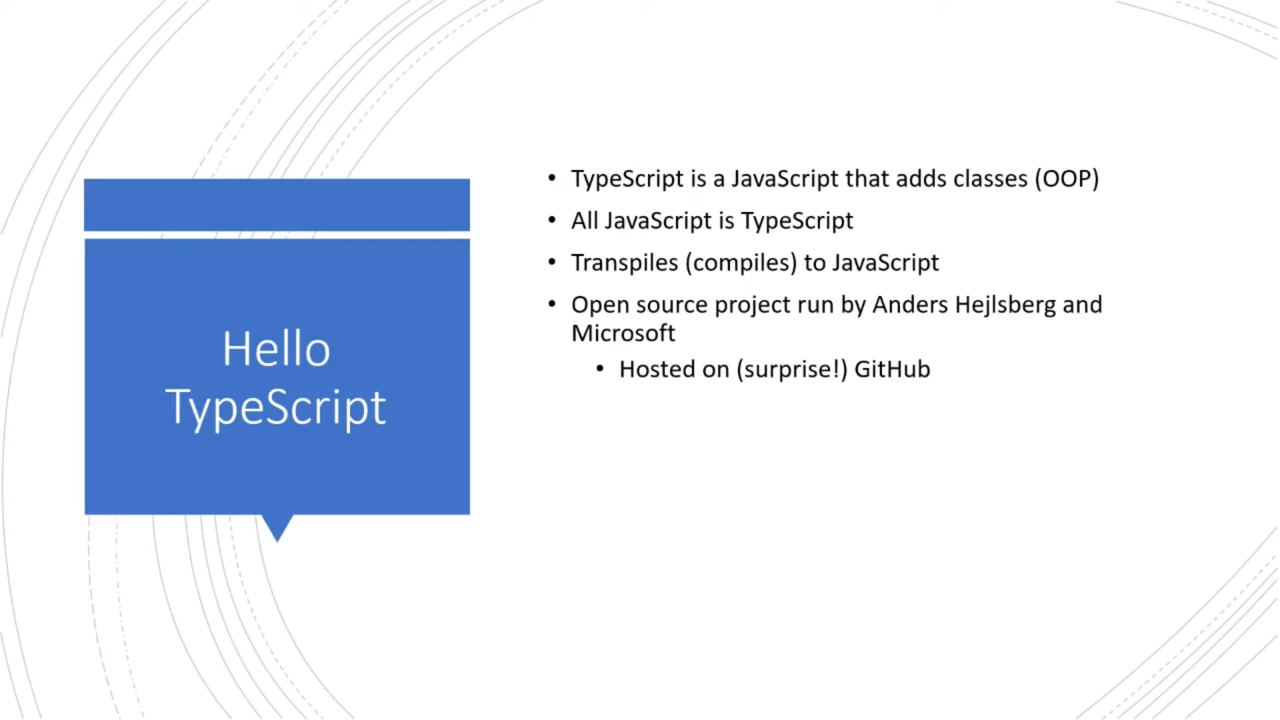 Hello
TypeScript
• TypeScript is a JavaScript that adds classes (OOP)
• All JavaScript is TypeScript
• Transpiles (compiles) to JavaScript
• Open source project run by Anders Hejlsberg and
Microsoft
• Hosted on (surprise!) GitHub